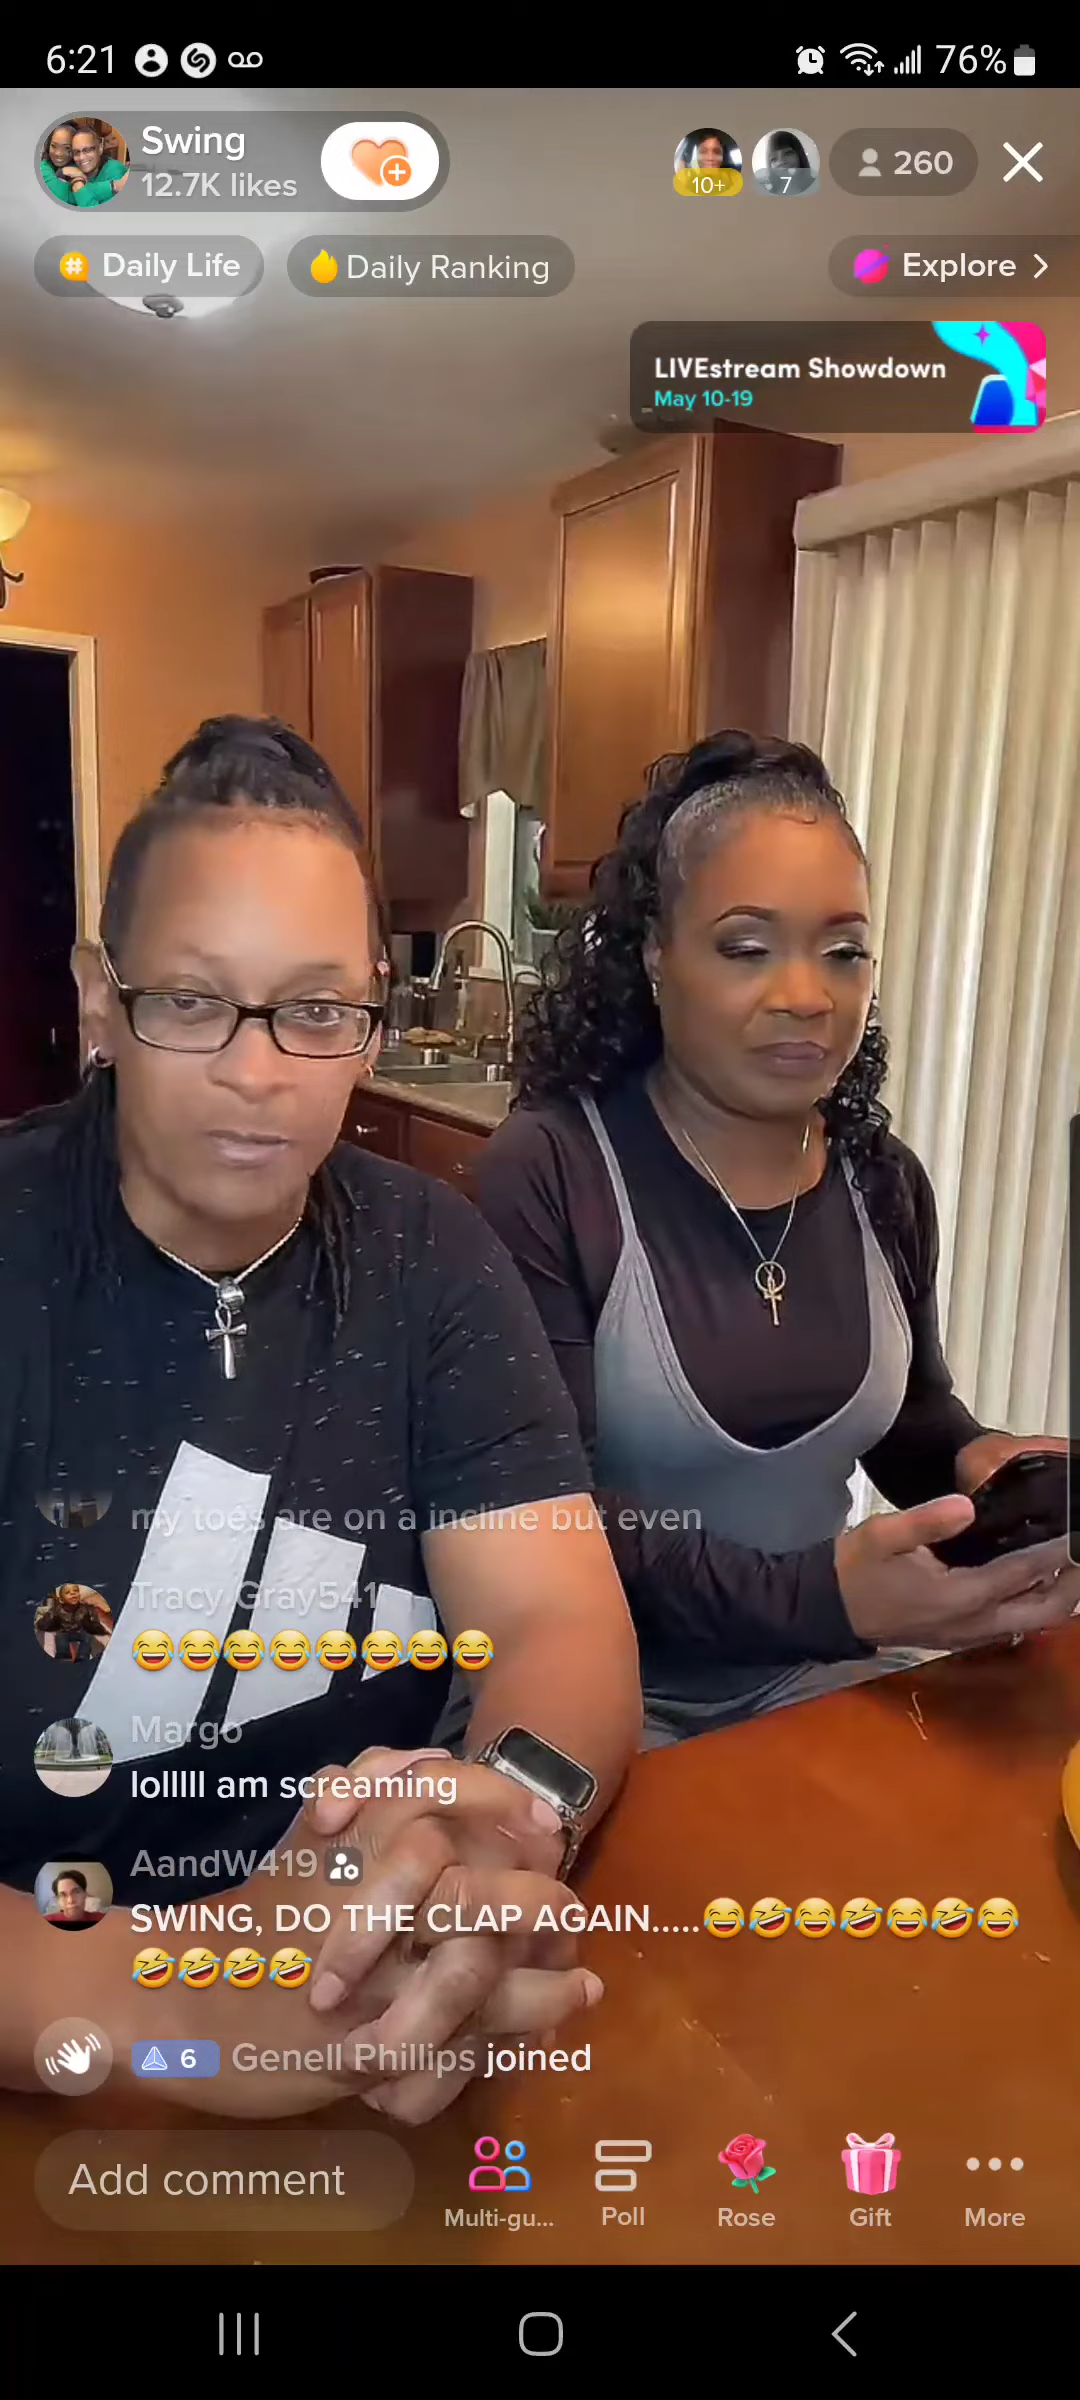 6:21
76%
Swing
12.7K likes
10+
7
260
Daily Life
Daily Ranking
Explore >
LIVEstream Showdown
May 10-19
my toes are on a incline but even
Tracy Gray541
😂😂😂😂😂😂😂😂
Margo
lolllll am screaming
AandW419
SWING, DO THE CLAP AGAIN.....😂🤣😂🤣😂🤣😂
🤣🤣🤣🤣
6 Genell Phillips joined
Add comment
Multi-gu...
Poll
Rose
Gift
More